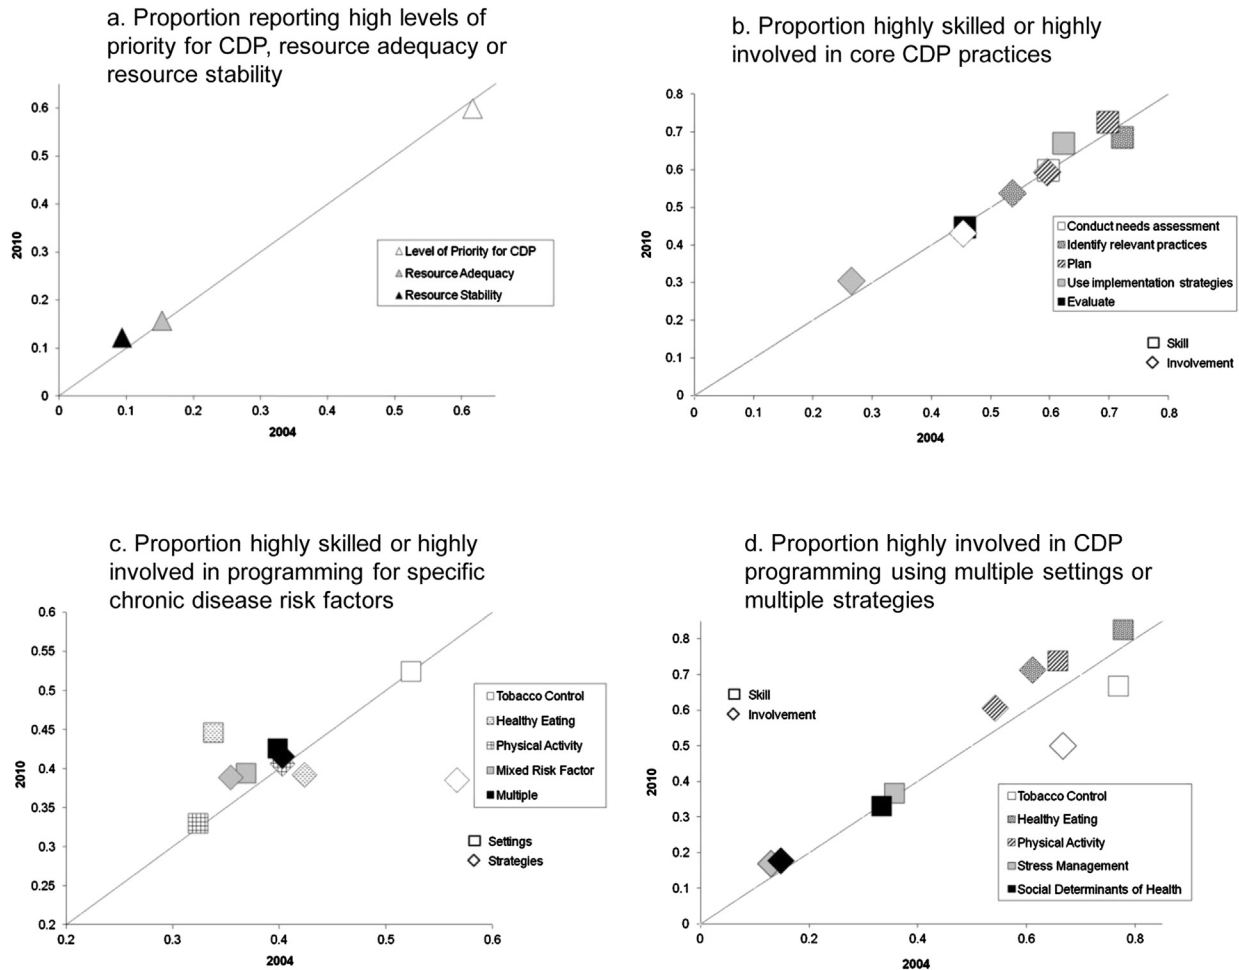 a. Proportion reporting high levels of
priority for CDP, resource adequacy or
resource stability
0.6
0.5
0.4
0.3
0.2
0.1
0
2010
0
0.1
0.2
0.3
0.4
0.5
0.6
2004
Level of Priority for CDP
Resource Adequacy
Resource Stability
b. Proportion highly skilled or highly
involved in core CDP practices
0.8
0.7
0.6
0.5
0.4
0.3
0.2
0.1
0
2010
0
0.1
0.2
0.3
0.4
0.5
0.6
0.7
0.8
2004
Conduct needs assessment
Identify relevant practices
Plan
Use implementation strategies
Evaluate
Skill
Involvement
c. Proportion highly skilled or highly
involved in programming for specific
chronic disease risk factors
0.6
0.55
0.5
0.45
0.4
0.35
0.3
0.25
0.2
2010
0.2
0.3
0.4
0.5
0.6
2004
Tobacco Control
Healthy Eating
Physical Activity
Mixed Risk Factor
Multiple
Settings
Strategies
d. Proportion highly involved in CDP
programming using multiple settings or
multiple strategies
0.8
0.7
0.6
0.5
0.4
0.3
0.2
0.1
0
2010
0
0.2
0.4
0.6
0.8
2004
Skill
Involvement
Tobacco Control
Healthy Eating
Physical Activity
Stress Management
Social Determinants of Health